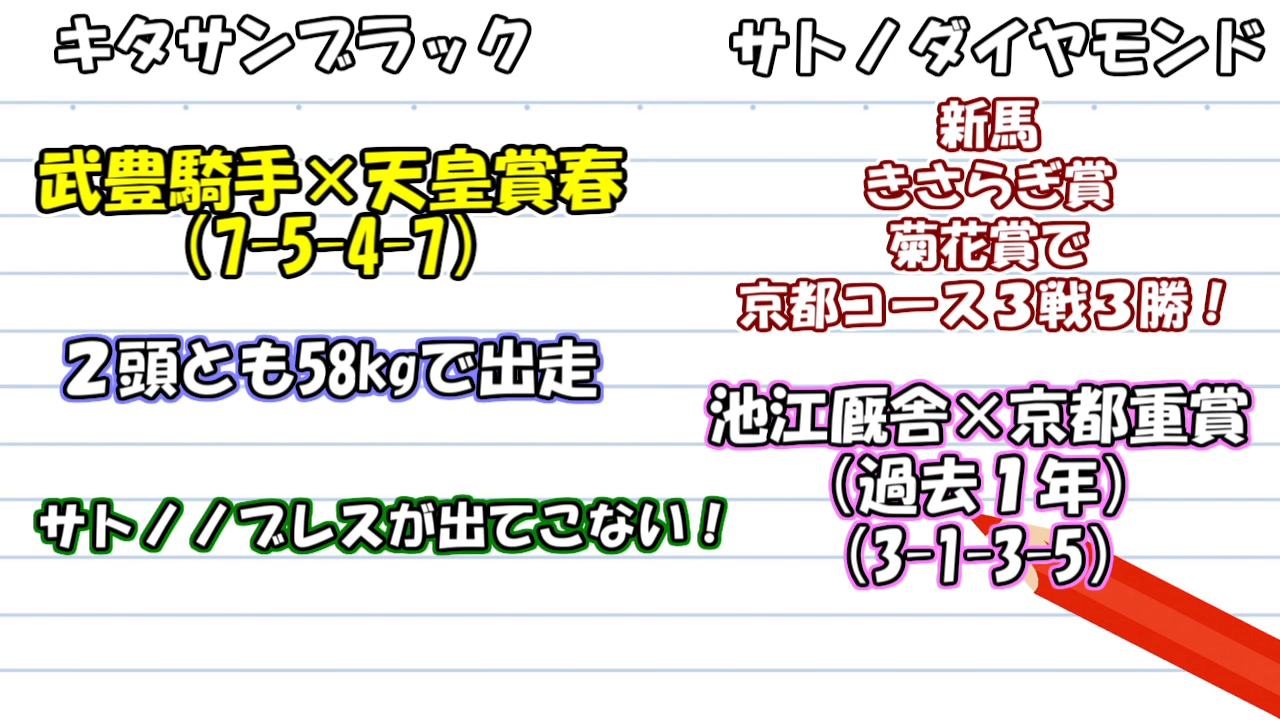 キタサンブラック
武豊騎手×天皇賞春
(7-5-4-7)
２頭とも58kgで出走
サトノノブレスが出てこない！
サトノダイヤモンド
新馬
きさらぎ賞
菊花賞で
京都コース３戦３勝！
池江厩舎×京都重賞
(過去１年)
(3-1-3-5)